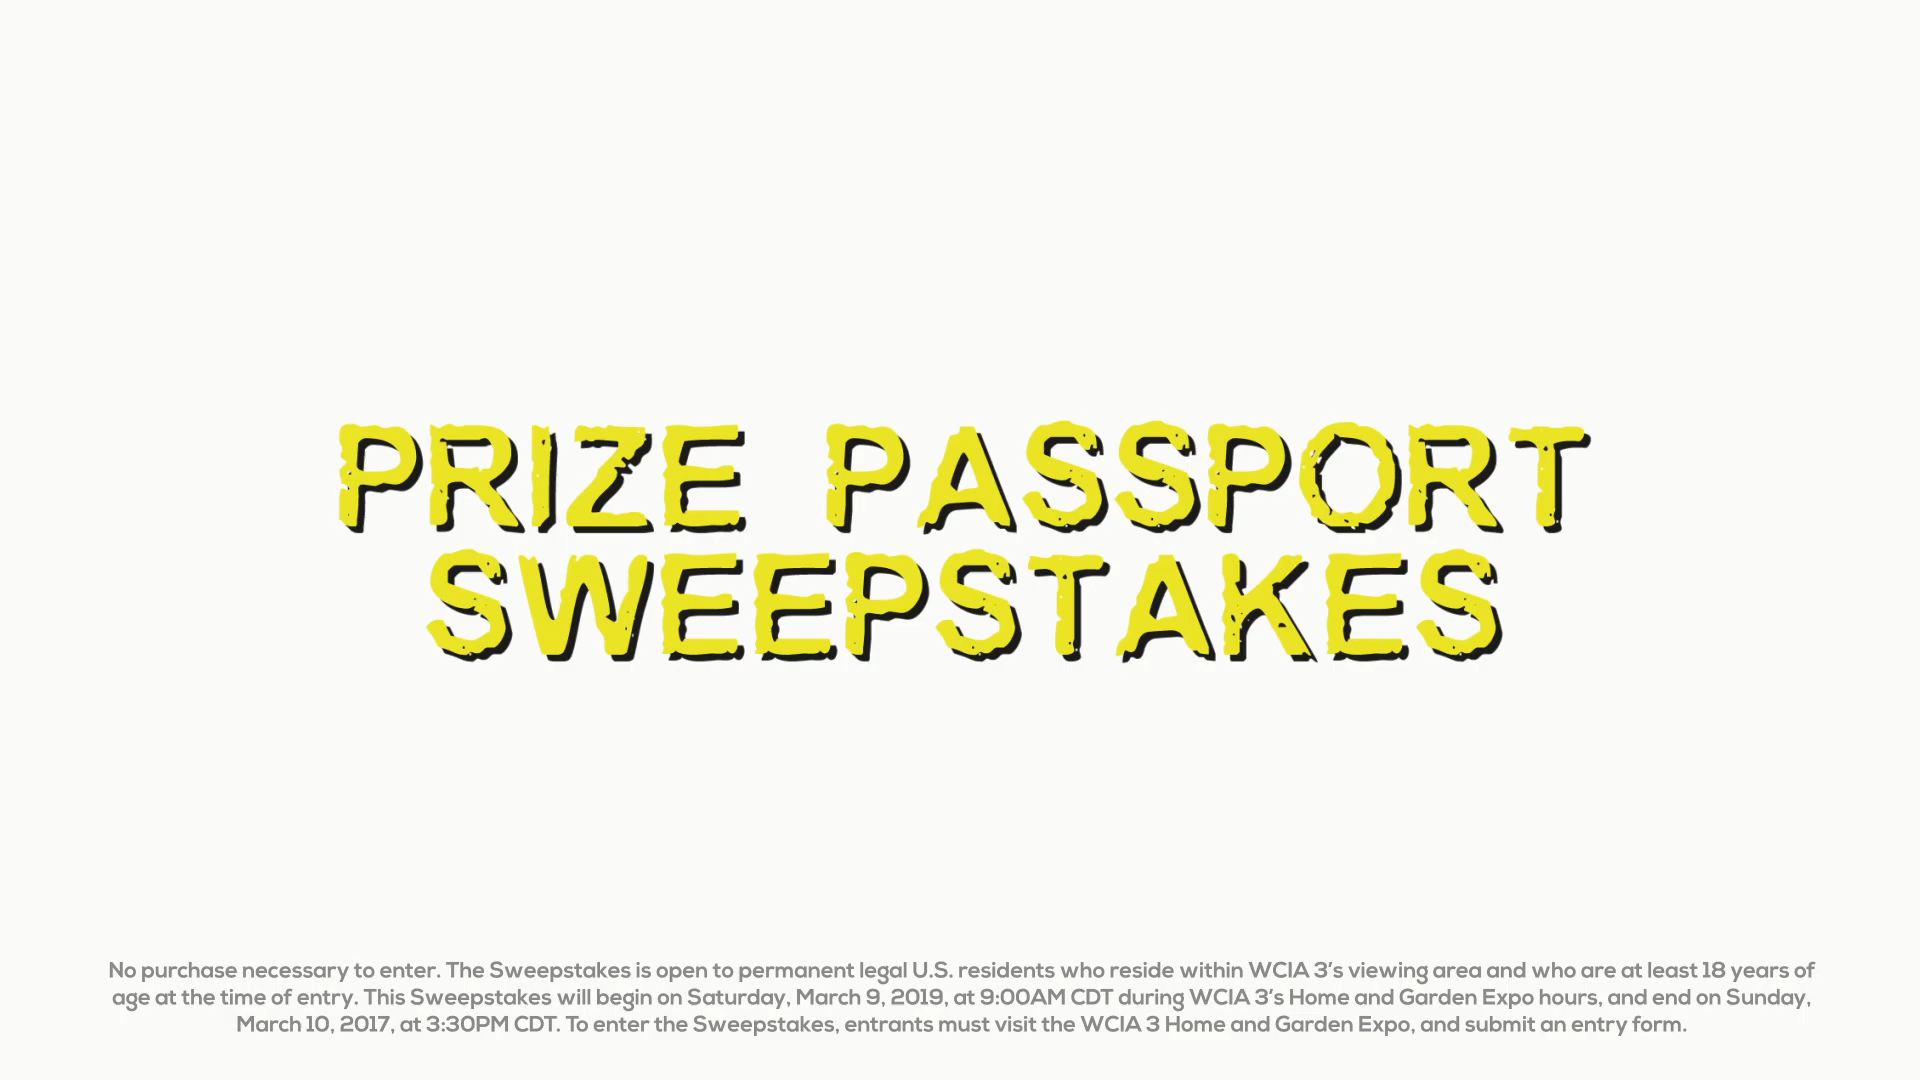 PRIZE PASSPORT
SWEEPSTAKES
No purchase necessary to enter. The Sweepstakes is open to permanent legal U.S. residents who reside within WCIA 3's viewing area and who are at least 18 years of
age at the time of entry. This Sweepstakes will begin on Saturday, March 9, 2019, at 9:00AM CDT during WCIA 3's Home and Garden Expo hours, and end on Sunday,
March 10, 2017, at 3:30PM CDT. To enter the Sweepstakes, entrants must visit the WCIA 3 Home and Garden Expo, and submit an entry form.